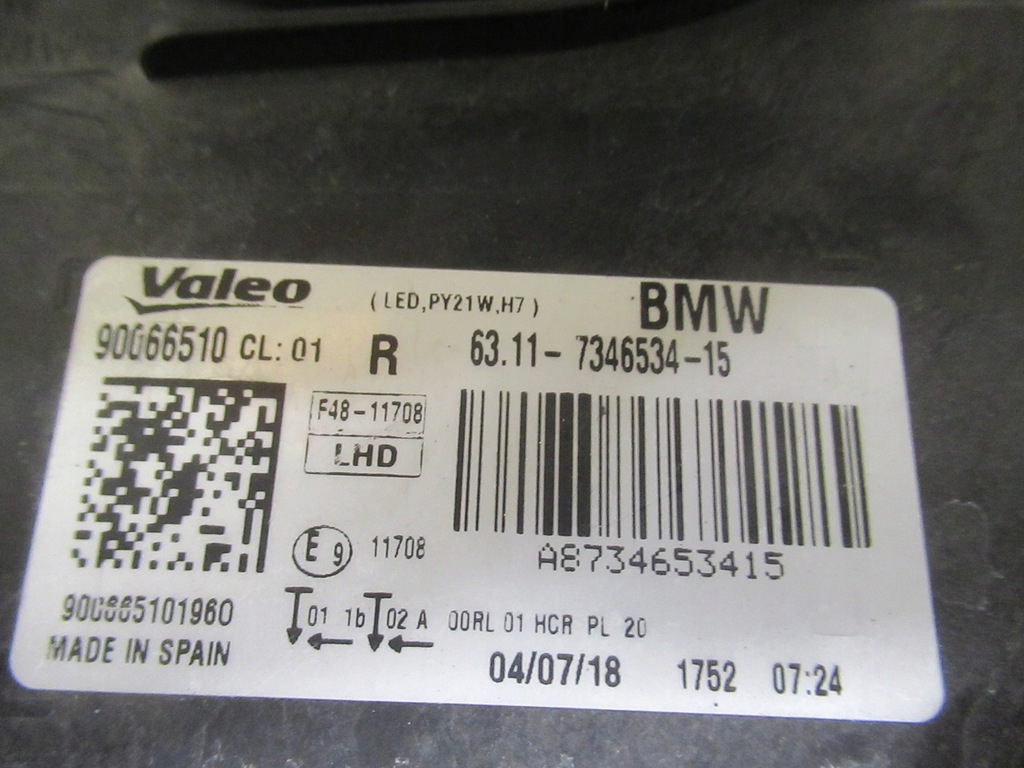 Valeo (LED,PY21W,H7) BMW
90066510 CL: 01 R 63.11- 7346534-15
F48-11708
LHD
E 9 11708
A8734653415
01 1b 02 A 00RL 01 HCR PL 20
MADE IN SPAIN
04/07/18 1752 07:24